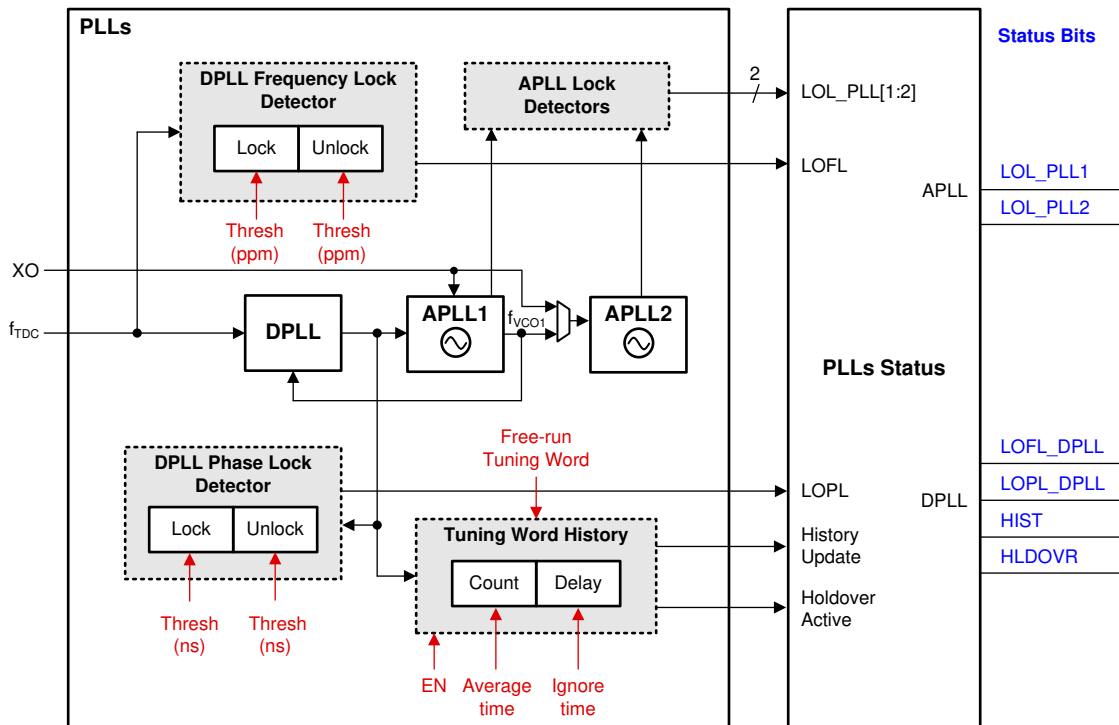 PLLs
DPLL Frequency Lock
Detector
Lock
Unlock
Thresh
(ppm)
Thresh
(ppm)
APLL Lock
Detectors
2
XO
fTDC
DPLL
APLL1
fVCO1
APLL2
DPLL Phase Lock
Detector
Lock
Unlock
Thresh
(ns)
Thresh
(ns)
Free-run
Tuning Word
Tuning Word History
Count
Delay
EN
Average
time
Ignore
time
LOL_PLL[1:2]
LOFL
APLL
PLLs Status
LOPL
DPLL
History
Update
Holdover
Active
Status Bits
LOL_PLL1
LOL_PLL2
LOFL_DPLL
LOPL_DPLL
HIST
HLDOVR